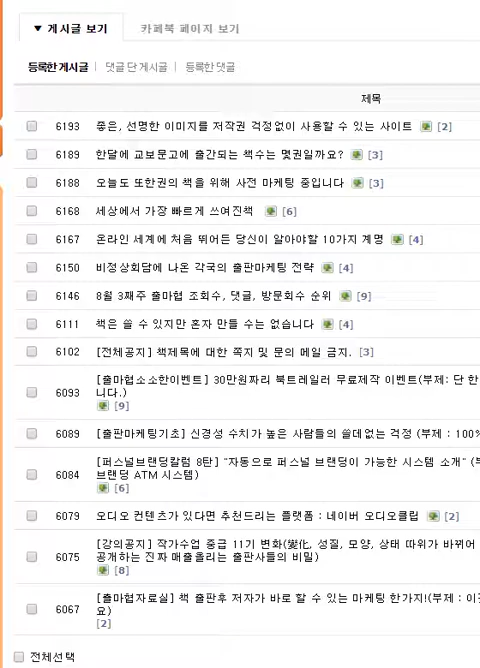 ▼ 게시글 보기
카페북 페이지 보기
등록한 게시글 | 댓글 단 게시글 | 등록한 댓글
제목
6193 좋은, 선명한 이미지를 저작권 걱정없이 사용할 수 있는 사이트 [2]
6189 한달에 교보문고에 출간되는 책수는 몇권일까요? [3]
6188 오늘도 또한권의 책을 위해 사전 마케팅 중입니다 [3]
6168 세상에서 가장 빠르게 쓰여진책 [6]
6167 온라인 세계에 처음 뛰어든 당신이 알아야할 10가지 계명 [4]
6150 비정상회담에 나온 각국의 출판마케팅 전략 [4]
6146 8월 3째주 출마협 조회수, 댓글, 방문회수 순위 [9]
6111 책은 쓸 수 있지만 혼자 만들 수는 없습니다 [4]
6102 [전체공지] 책제목에 대한 쪽지 및 문의 메일 금지. [3]
6093 [출마협소소한이벤트] 30만원짜리 북트레일러 무료제작 이벤트(부제: 단 한
니다.)
[9]
6089 [출판마케팅기초] 신경성 수치가 높은 사람들의 쓸데없는 걱정 (부제 : 100%
6084 [퍼스널브랜딩칼럼 8탄] "자동으로 퍼스널 브랜딩이 가능한 시스템 소개" (부
브랜딩 ATM 시스템)
[6]
6079 오디오 컨텐츠가 있다면 추천드리는 플랫폼 : 네이버 오디오클립 [2]
6075 [강의공지] 작가수업 중급 11기 변화(變化, 성질, 모양, 상태 따위가 바뀌어
공개하는 진짜 매출올리는 출판사들의 비밀)
[8]
6067 [출마협자료실] 책 출판후 저자가 바로 할 수 있는 마케팅 한가지!(부제 :
요)
[2]
전체선택